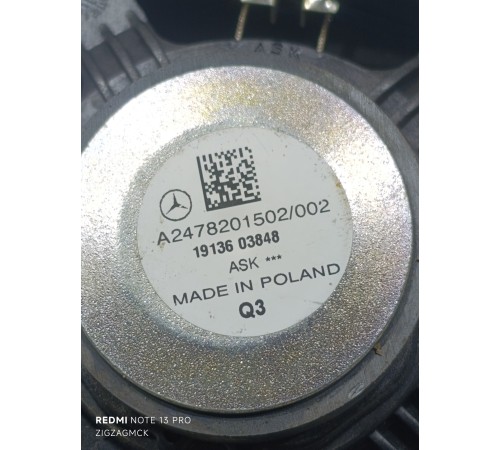 ASK
A2478201502/002
19136 03848
ASK ***
MADE IN POLAND
Q3
REDMI NOTE 13 PRO
ZIGZAGMCK